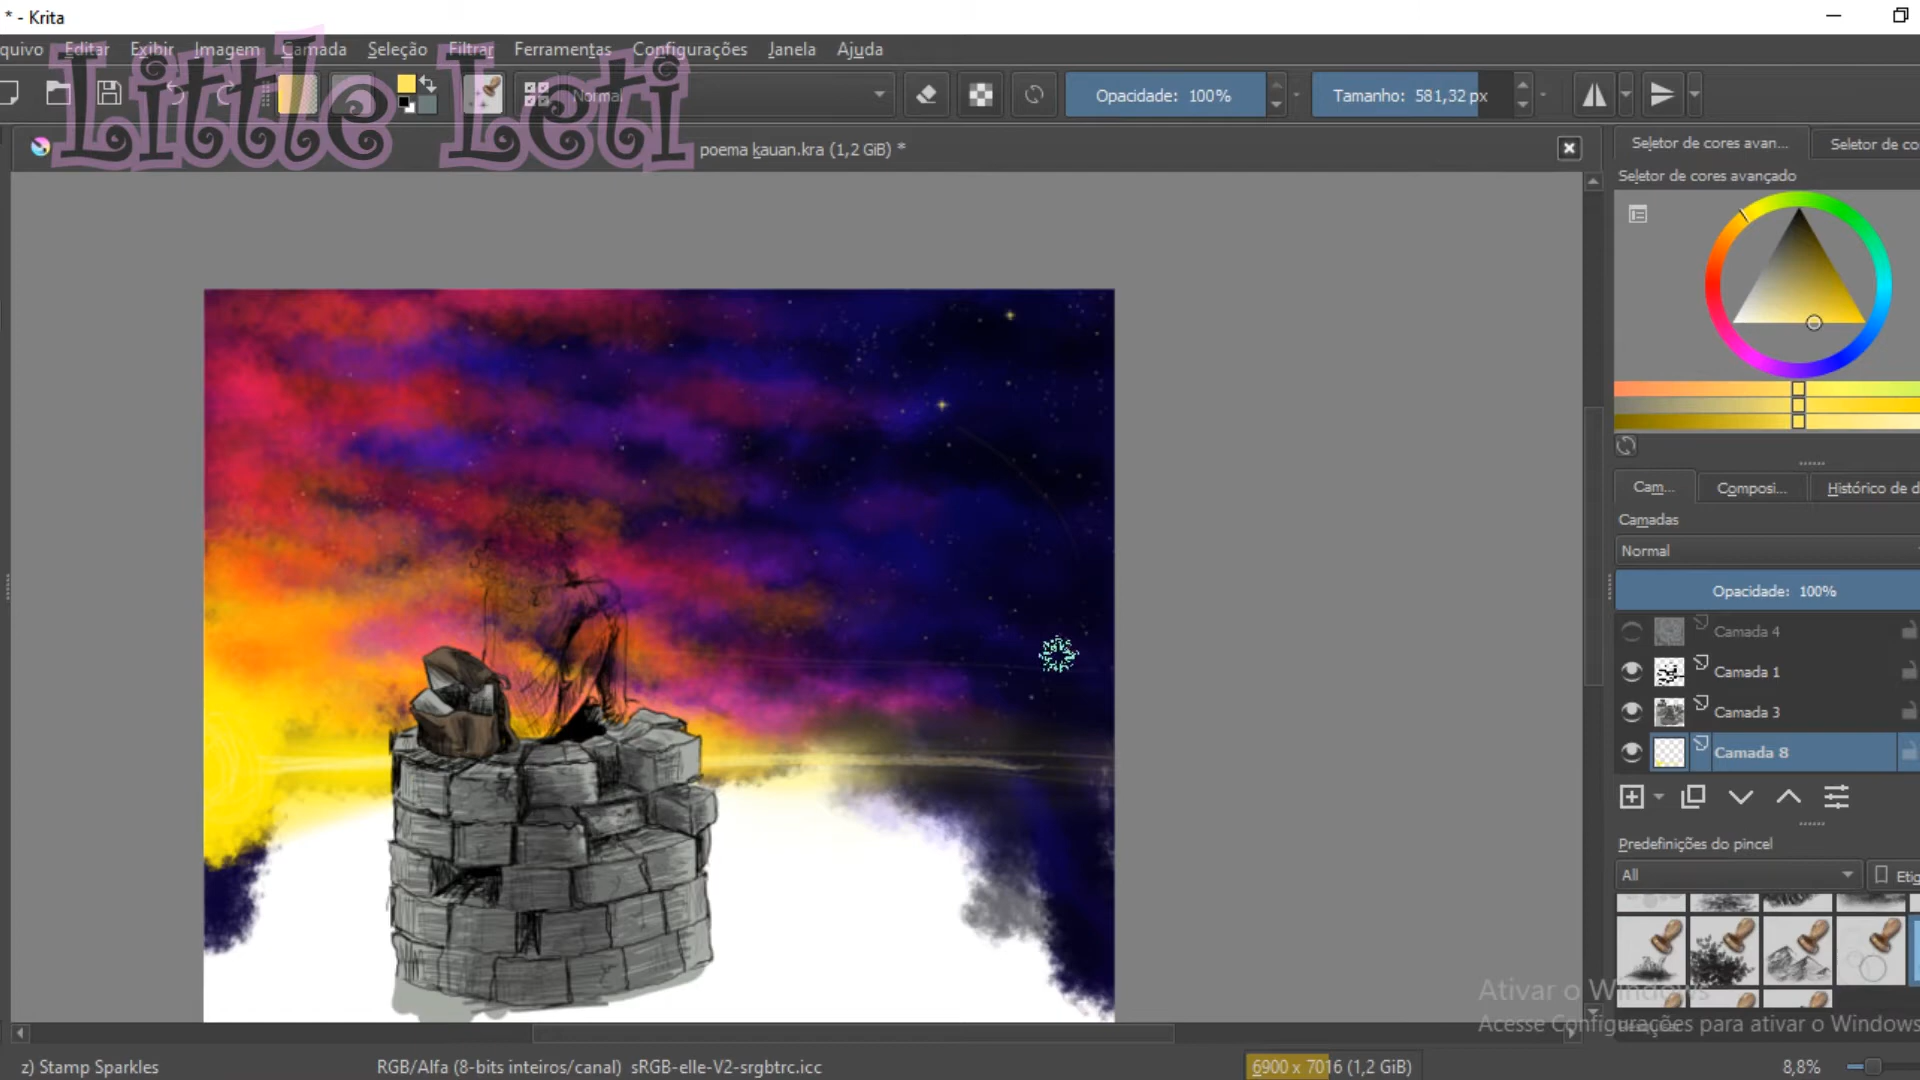 * - Krita
quivo Editar Exibir Imagem Camada Seleção Filtrar Ferramentas Configurações Janela Ajuda
Little Leti
Normal
Opacidade: 100%
Tamanho: 581,32 px
poema kauan.kra (1,2 GiB) *
Seletor de cores avan...
Seletor de co
Seletor de cores avançado
Cam...
Composi...
Histórico de d
Camadas
Normal
Opacidade: 100%
Camada 4
Camada 1
Camada 3
Camada 8
Predefinições do pincel
All
Etiq
Ativar o Windows
Acesse Configurações para ativar o Windows
z) Stamp Sparkles
RGB/Alfa (8-bits inteiros/canal) sRGB-elle-V2-srgbtrc.icc
6900 x 7016 (1,2 GiB)
8,8%